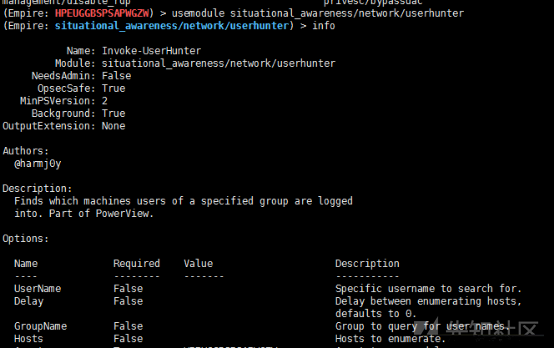 management/disable_rdp privesc/bypassuac
(Empire: HPEUGGBSPSAPWGZW) > usemodule situational_awareness/network/userhunter
(Empire: situational_awareness/network/userhunter) > info
Name: Invoke-UserHunter
Module: situational_awareness/network/userhunter
NeedsAdmin: False
OpsecSafe: True
MinPSVersion: 2
Background: True
OutputExtension: None
Authors:
@harmj0y
Description:
Finds which machines users of a specified group are logged
into. Part of PowerView.
Options:
Name Required Value Description
---- -------- ------- -----------
UserName False Specific username to search for.
Delay False Delay between enumerating hosts,
defaults to 0.
GroupName False Group to query for user names.
Hosts False Hosts to enumerate.